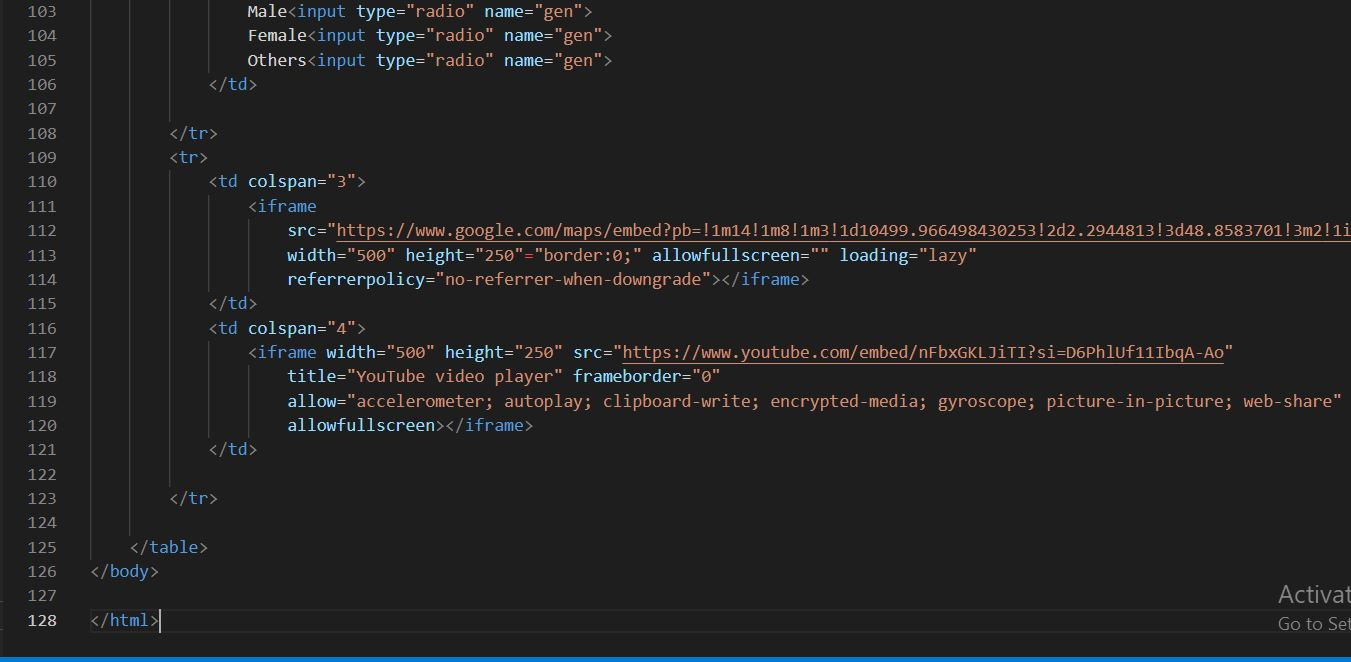 103 Male<input type="radio" name="gen">
104 Female<input type="radio" name="gen">
105 Others<input type="radio" name="gen">
106 </td>
107
108 </tr>
109 <tr>
110 <td colspan="3">
111 <iframe
112 src="https://www.google.com/maps/embed?pb=!1m14!1m8!1m3!1d10499.966498430253!2d2.2944813!3d48.8583701!3m2!1i
113 width="500" height="250"="border:0;" allowfullscreen="" loading="lazy"
114 referrerpolicy="no-referrer-when-downgrade"></iframe>
115 </td>
116 <td colspan="4">
117 <iframe width="500" height="250" src="https://www.youtube.com/embed/nFbxGKLJiTI?si=D6PhlUf11IbqA-Ao"
118 title="YouTube video player" frameborder="0"
119 allow="accelerometer; autoplay; clipboard-write; encrypted-media; gyroscope; picture-in-picture; web-share"
120 allowfullscreen></iframe>
121 </td>
122
123 </tr>
124
125 </table>
126 </body>
127
128 </html>
Activat
Go to Set